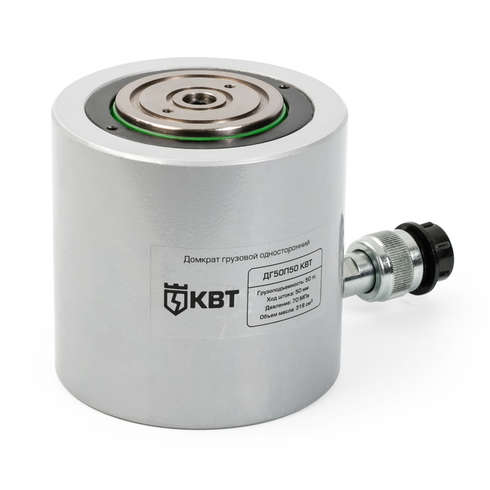 Домкрат грузовой односторонний
ДГ50П50 КВТ
КВТ
Грузоподъемность: 50 т.
Ход штока: 50 мм
Давление: 70 МПа
Объем масла: 318 см³